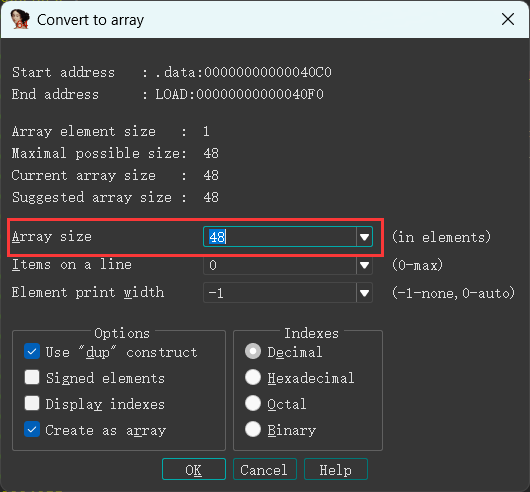 Convert to array
Start address : .data:00000000000040C0
End address : LOAD:00000000000040F0
Array element size : 1
Maximal possible size: 48
Current array size : 48
Suggested array size : 48
Array size 48 (in elements)
Items on a line 0 (0-max)
Element print width -1 (-1-none,0-auto)
Options Indexes
Use "dup" construct Decimal
Signed elements Hexadecimal
Display indexes Octal
Create as array Binary
OK Cancel Help